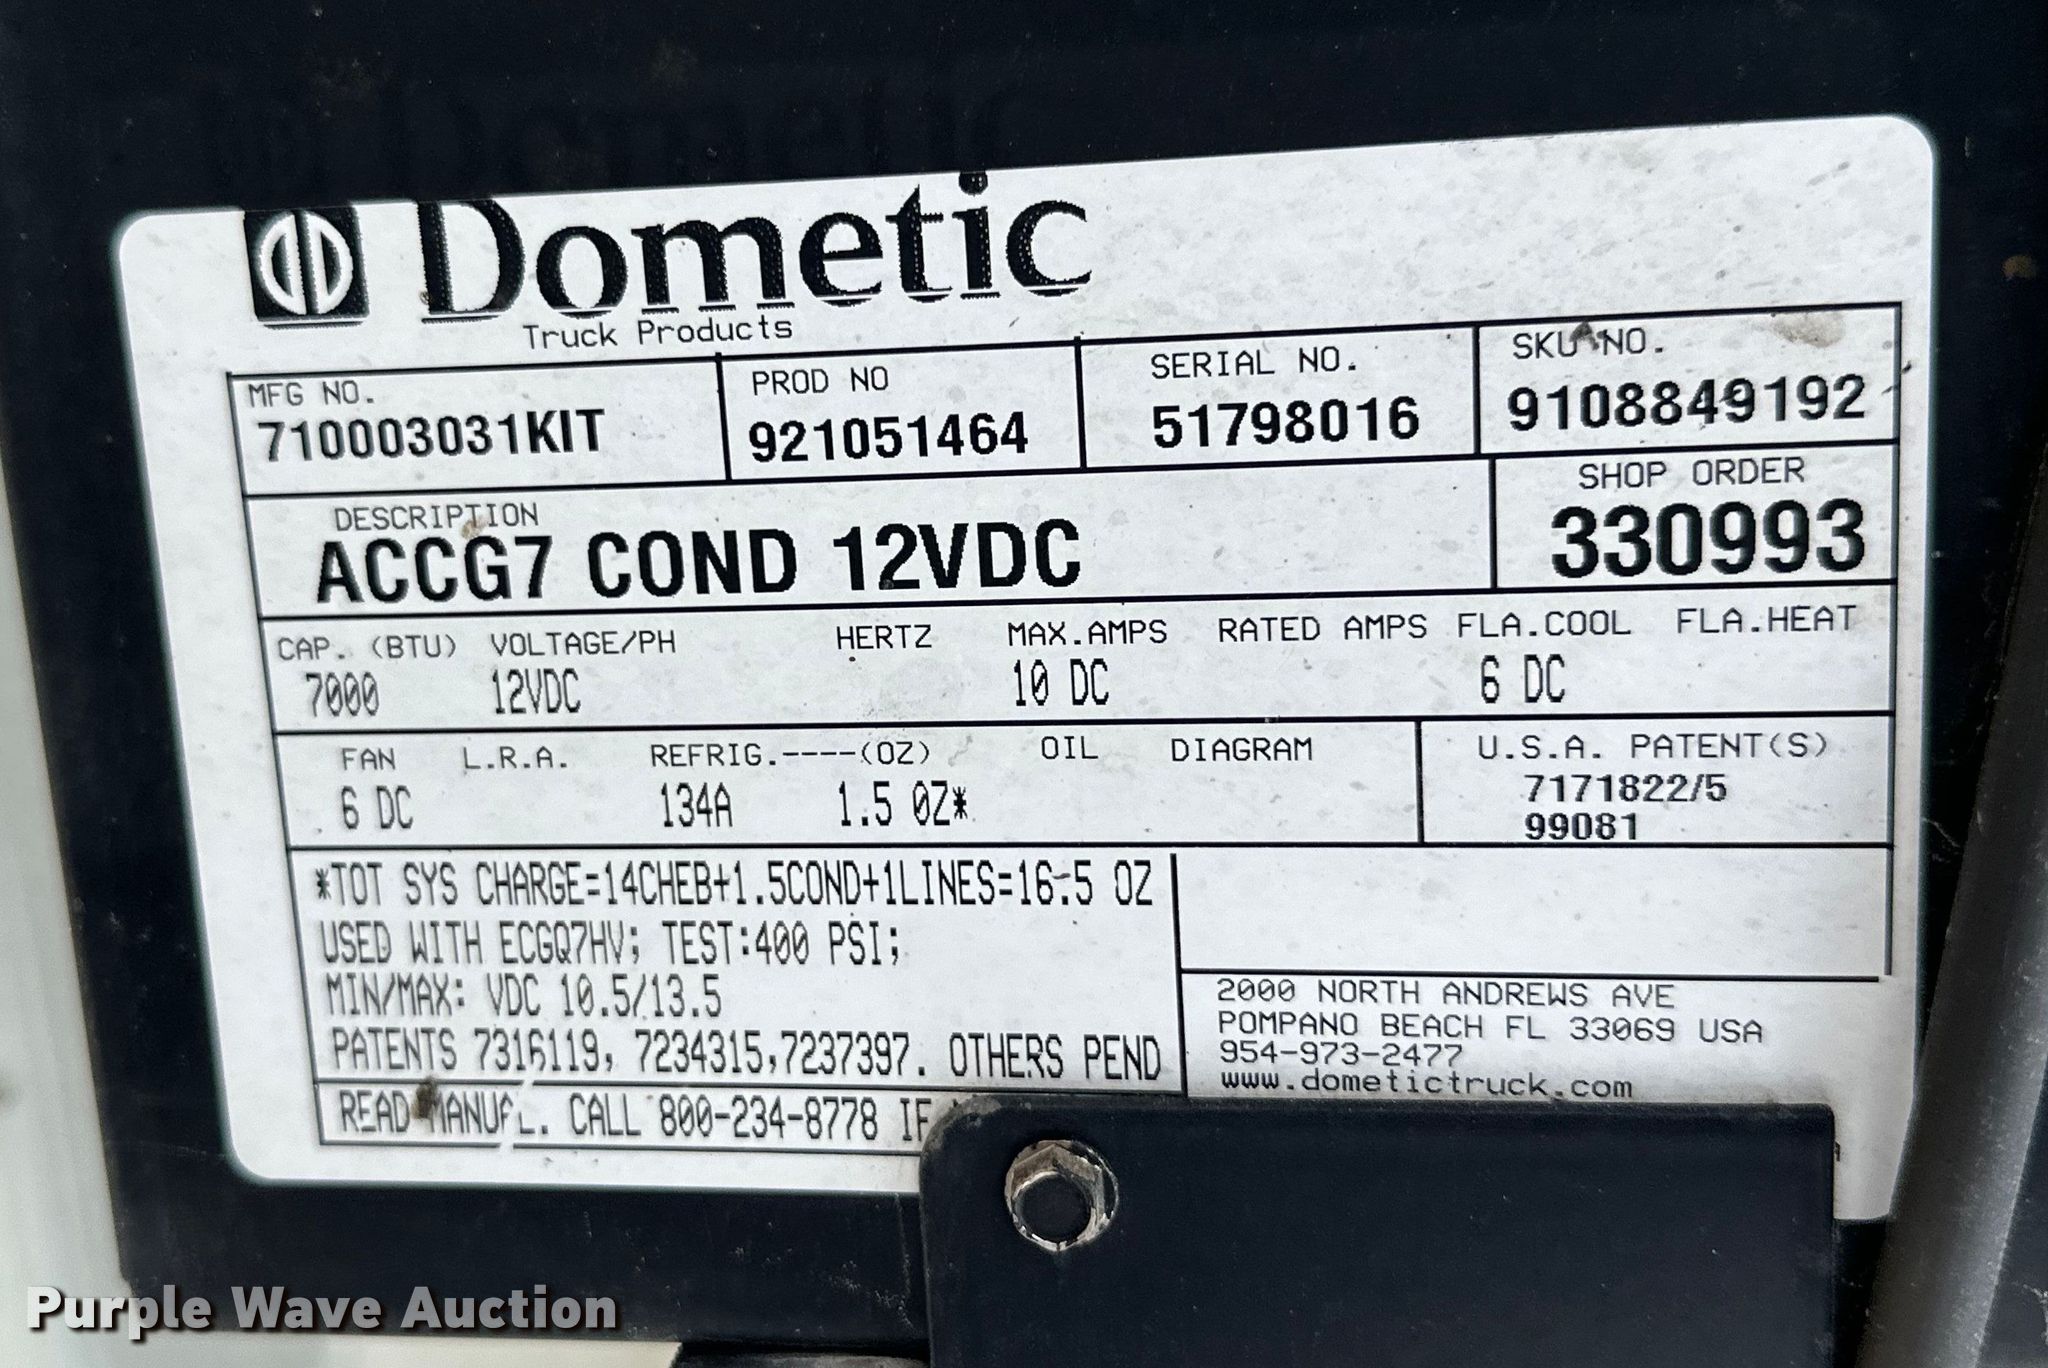 Dometic
Truck Products
MFG NO. PROD NO SERIAL NO. SKU NO.
710003031KIT 921051464 51798016 9108849192
DESCRIPTION SHOP ORDER
ACCG7 COND 12VDC 330993
CAP. (BTU) VOLTAGE/PH HERTZ MAX.AMPS RATED AMPS FLA.COOL FLA.HEAT
7000 12VDC 10 DC 6 DC
FAN L.R.A. REFRIG.----(OZ) OIL DIAGRAM U.S.A. PATENT(S)
6 DC 134A 1.5 OZ* 7171822/5
99081
*TOT SYS CHARGE=14CHEB+1.5COND+1LINES=16.5 OZ
USED WITH ECGQ7HV; TEST:400 PSI;
MIN/MAX: VDC 10.5/13.5
PATENTS 7316119, 7234315,7237397. OTHERS PEND
2000 NORTH ANDREWS AVE
POMPANO BEACH FL 33069 USA
954-973-2477
www.dometictruck.com
READ MANUAL. CALL 800-234-8778 IF
Purple Wave Auction